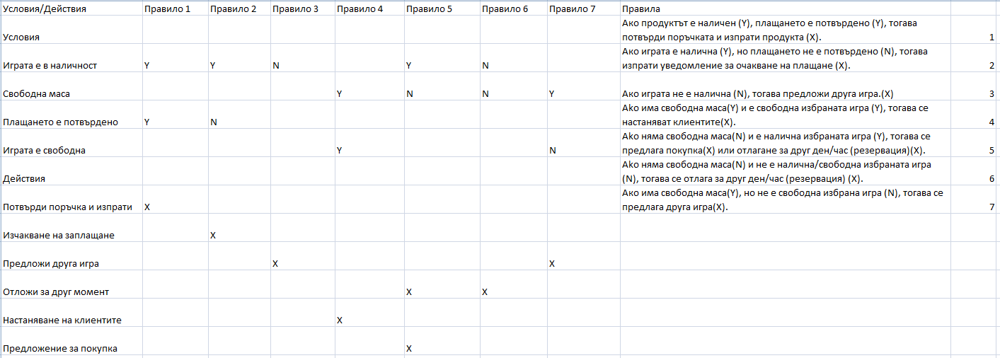 Условия/Действия Правило 1 Правило 2 Правило 3 Правило 4 Правило 5 Правило 6 Правило 7 Правила
Условия Ако продуктът е наличен (Y), плащането е потвърдено (Y), тогава
потвърди поръчката и изпрати продукта (X). 1
Играта е в наличност Y Y N Y N Ако играта е налична (Y), но плащането не е потвърдено (N), тогава
изпрати уведомление за очакване на плащане (X). 2
Свободна маса Y N N Y Ако играта не е налична (N), тогава предложи друга игра.(X) 3
Плащането е потвърдено Y N Ако има свободна маса(Y) и е свободна избраната игра (Y), тогава се
настаняват клиентите(X). 4
Играта е свободна Y N Ако няма свободна маса(N) и е налична избраната игра (Y), тогава се
предлага покупка(X) или отлагане за друг ден/час (резервация)(X). 5
Действия Ако няма свободна маса(N) и не е налична/свободна избраната игра
(N), тогава се отлага за друг ден/час (резервация) (X). 6
Потвърди поръчка и изпрати X Ако има свободна маса(Y), но не е свободна избрана игра (N), тогава се
предлага друга игра(X). 7
Изчакване на заплащане X
Предложи друга игра X X
Отложи за друг момент X X
Настаняване на клиентите X
Предложение за покупка X